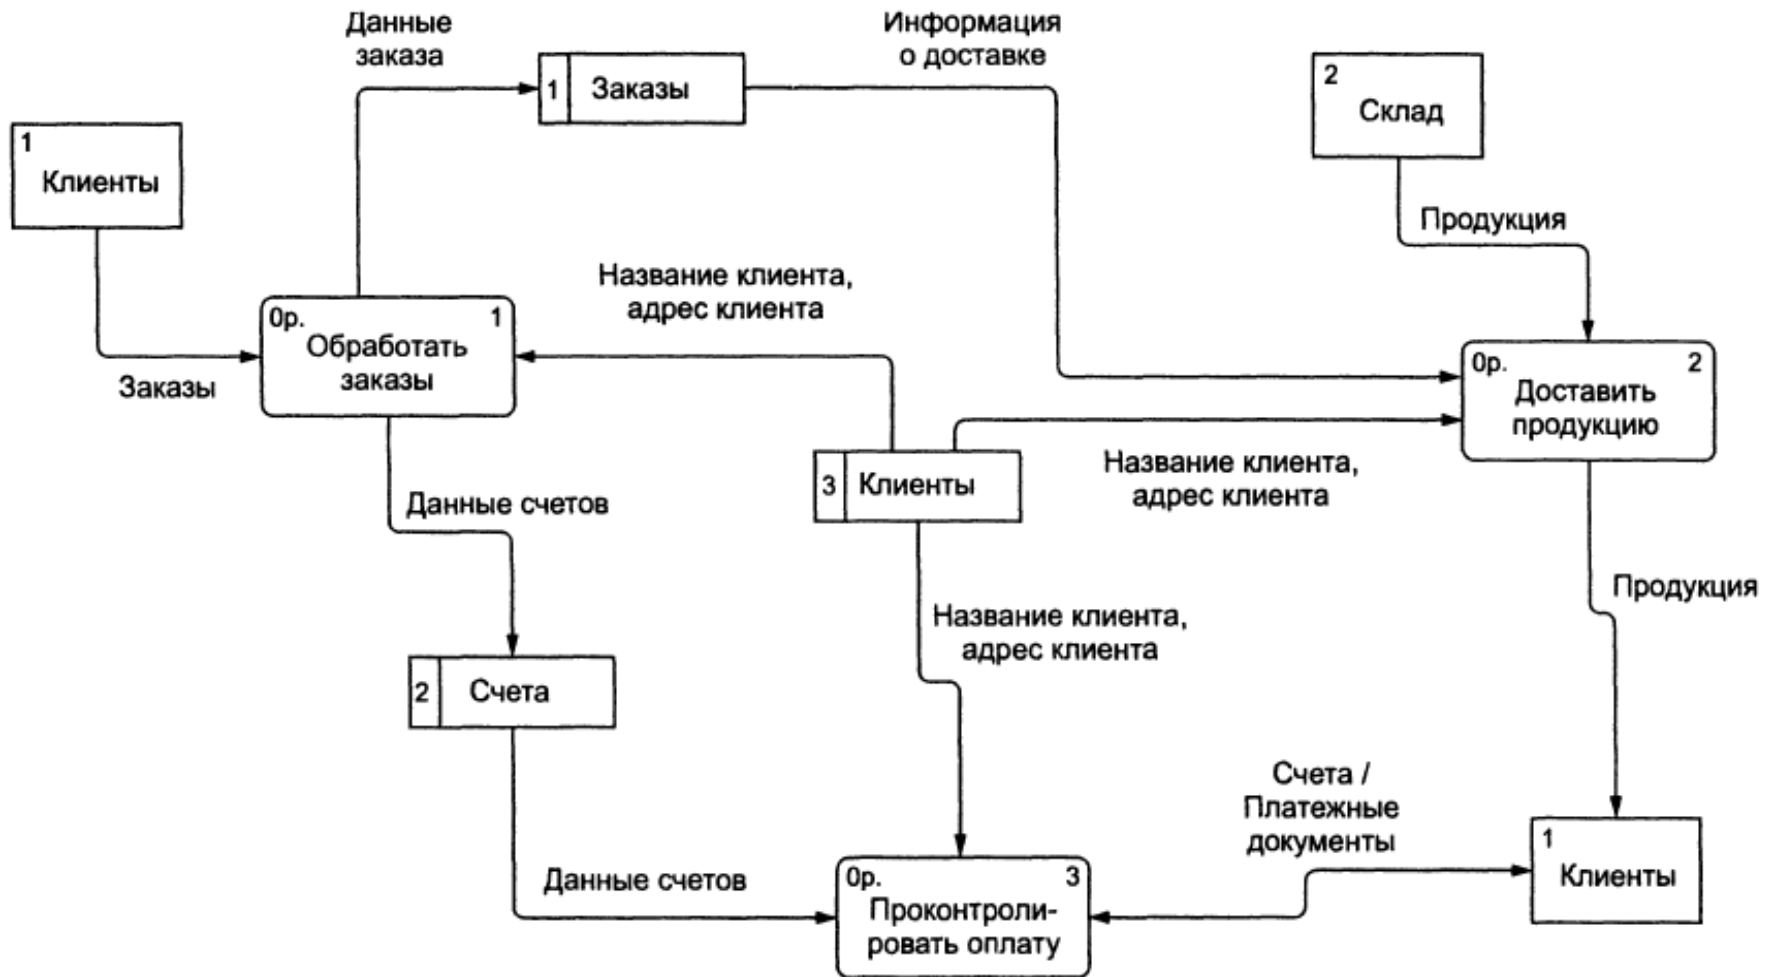 Данные
заказа
Информация
о доставке
1 Заказы
2
Склад
1
Клиенты
Продукция
Название клиента,
адрес клиента
0р. 1
Обработать
заказы
Заказы
0р. 2
Доставить
продукцию
3 Клиенты
Название клиента,
адрес клиента
Данные счетов
Продукция
Название клиента,
адрес клиента
2 Счета
Счета /
Платежные
документы
1
Клиенты
Данные счетов
0р. 3
Проконтроли-
ровать оплату